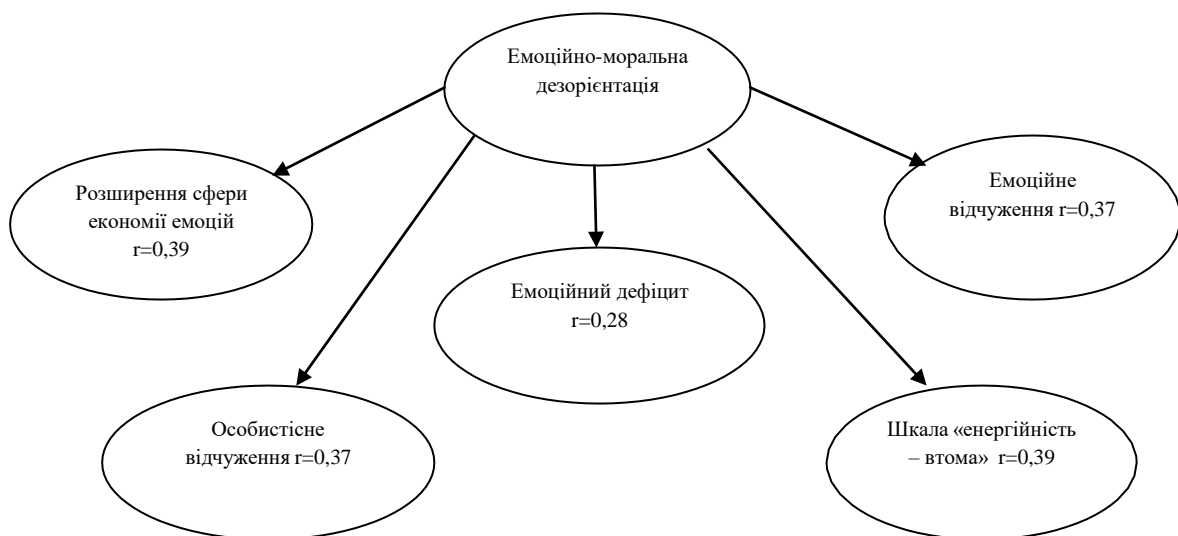 Емоційно-моральна
дезорієнтація
Розширення сфери
економії емоцій
r=0,39
Емоційне
відчуження r=0,37
Емоційний дефіцит
r=0,28
Особистісне
відчуження r=0,37
Шкала «енергійність
– втома» r=0,39